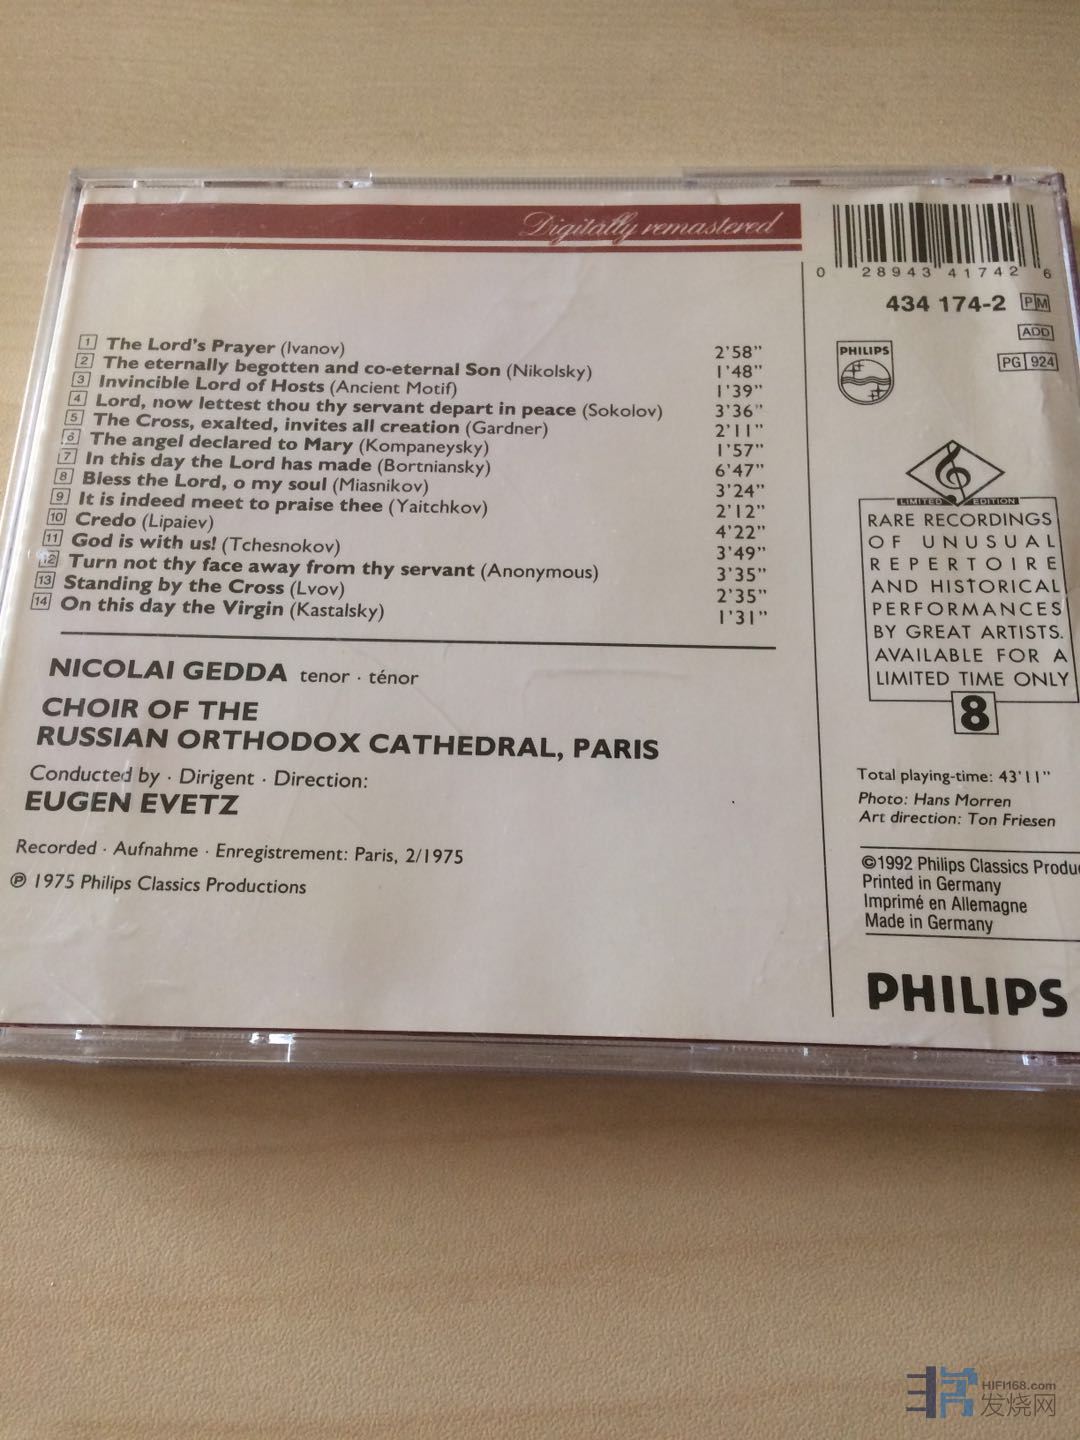 Digitally remastered
1 The Lord's Prayer (Ivanov) 2'58"
2 The eternally begotten and co-eternal Son (Nikolsky) 1'48"
3 Invincible Lord of Hosts (Ancient Motif) 1'39"
4 Lord, now lettest thou thy servant depart in peace (Sokolov) 3'36"
5 The Cross, exalted, invites all creation (Gardner) 2'11"
6 The angel declared to Mary (Kompaneysky) 1'57"
7 In this day the Lord has made (Bortniansky) 6'47"
8 Bless the Lord, o my soul (Miasnikov) 3'24"
9 It is indeed meet to praise thee (Yaitchkov) 2'12"
10 Credo (Lipaiev) 4'22"
11 God is with us! (Tchesnokov) 3'49"
12 Turn not thy face away from thy servant (Anonymous) 3'35"
13 Standing by the Cross (Lvov) 2'35"
14 On this day the Virgin (Kastalsky) 1'31"
NICOLAI GEDDA tenor · ténor
CHOIR OF THE
RUSSIAN ORTHODOX CATHEDRAL, PARIS
Conducted by · Dirigent · Direction:
EUGEN EVETZ
Recorded · Aufnahme · Enregistrement: Paris, 2/1975
℗ 1975 Philips Classics Productions
0 28943 41742 6
434 174-2 PM
ADD
PG 924
PHILIPS
LIMITED EDITION
RARE RECORDINGS
OF UNUSUAL
REPERTOIRE
AND HISTORICAL
PERFORMANCES
BY GREAT ARTISTS.
AVAILABLE FOR A
LIMITED TIME ONLY
8
Total playing-time: 43'11"
Photo: Hans Morren
Art direction: Ton Friesen
©1992 Philips Classics Produc
Printed in Germany
Imprimé en Allemagne
Made in Germany
PHILIPS
HIFI168.com
发烧网